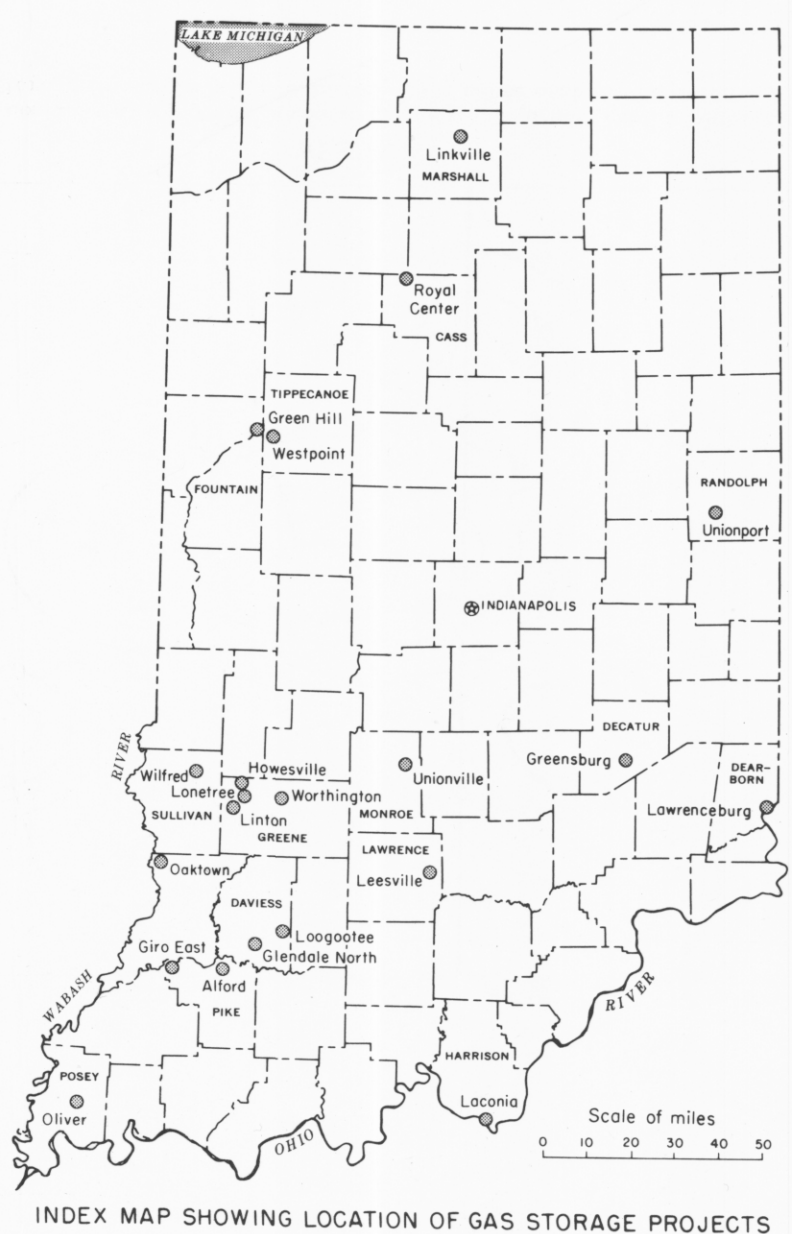 LAKE MICHIGAN
Linkville
MARSHALL
Royal
Center
CASS
TIPPECANOE
Green Hill
Westpoint
FOUNTAIN
RANDOLPH
Unionport
INDIANAPOLIS
DECATUR
RIVER
Wilfred
Howesville
Lonetree
Worthington
Linton
SULLIVAN
GREENE
Unionville
MONROE
Greensburg
DEAR-
BORN
Lawrenceburg
LAWRENCE
Leesville
Oaktown
DAVIESS
Loogootee
Glendale North
Giro East
Alford
PIKE
WABASH
RIVER
HARRISON
POSEY
Oliver
Laconia
OHIO
Scale of miles
0 10 20 30 40 50
INDEX MAP SHOWING LOCATION OF GAS STORAGE PROJECTS